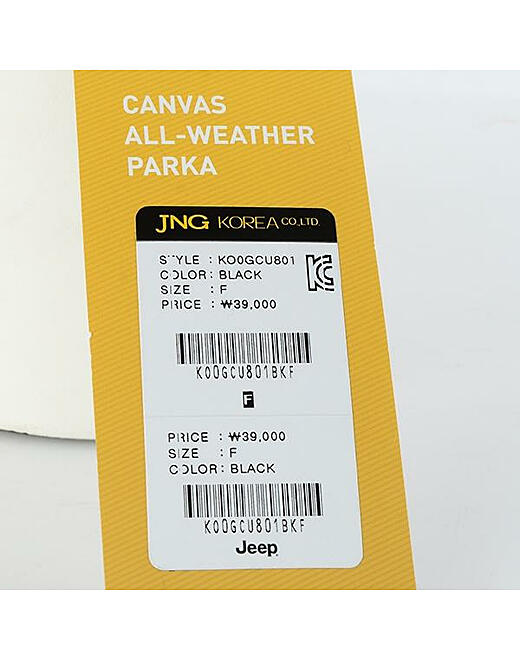 CANVAS
ALL-WEATHER
PARKA
JNG KOREA CO.,LTD.
STYLE : KO0GCU801
COLOR : BLACK
SIZE : F
PRICE : ₩39,000
K00GCU801BKF
F
PRICE : ₩39,000
SIZE : F
COLOR : BLACK
K00GCU801BKF
Jeep